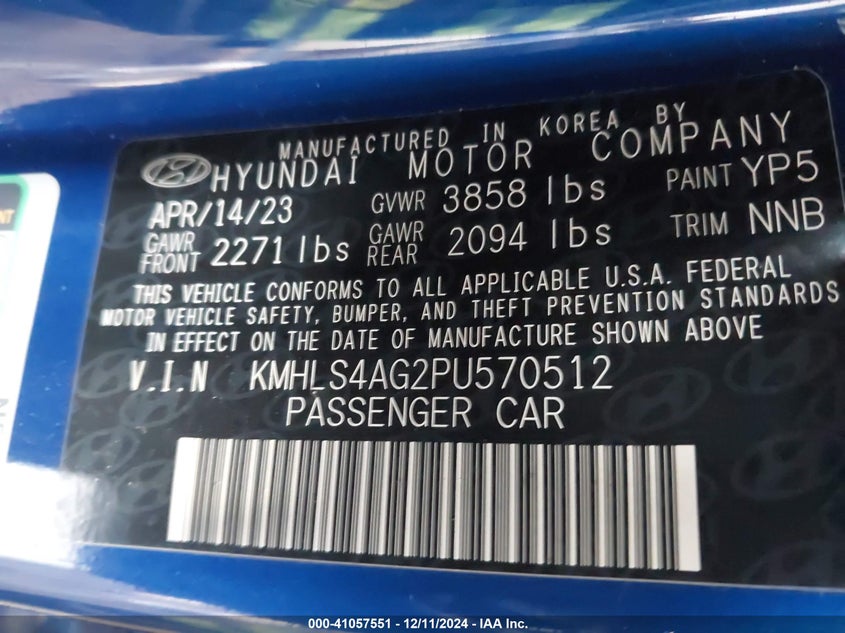 MANUFACTURED IN KOREA BY
HYUNDAI MOTOR COMPANY
APR/14/23 GVWR 3858 lbs PAINT YP5
GAWR FRONT 2271 lbs GAWR REAR 2094 lbs TRIM NNB
THIS VEHICLE CONFORMS TO ALL APPLICABLE U.S.A. FEDERAL
MOTOR VEHICLE SAFETY, BUMPER, AND THEFT PREVENTION STANDARDS
IN EFFECT ON THE DATE OF MANUFACTURE SHOWN ABOVE
V.I.N KMHLS4AG2PU570512
PASSENGER CAR
000-41057551 - 12/11/2024 - IAA Inc.